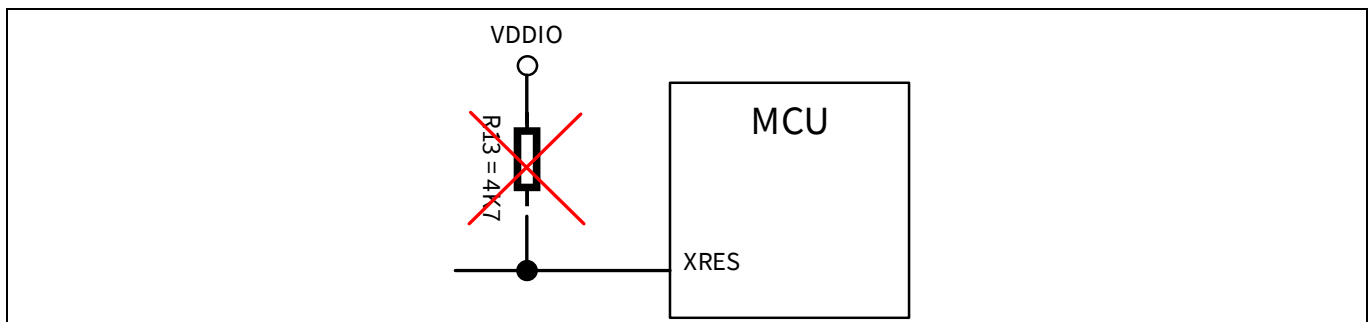 VDDIO
R13 = 4K7
MCU
XRES